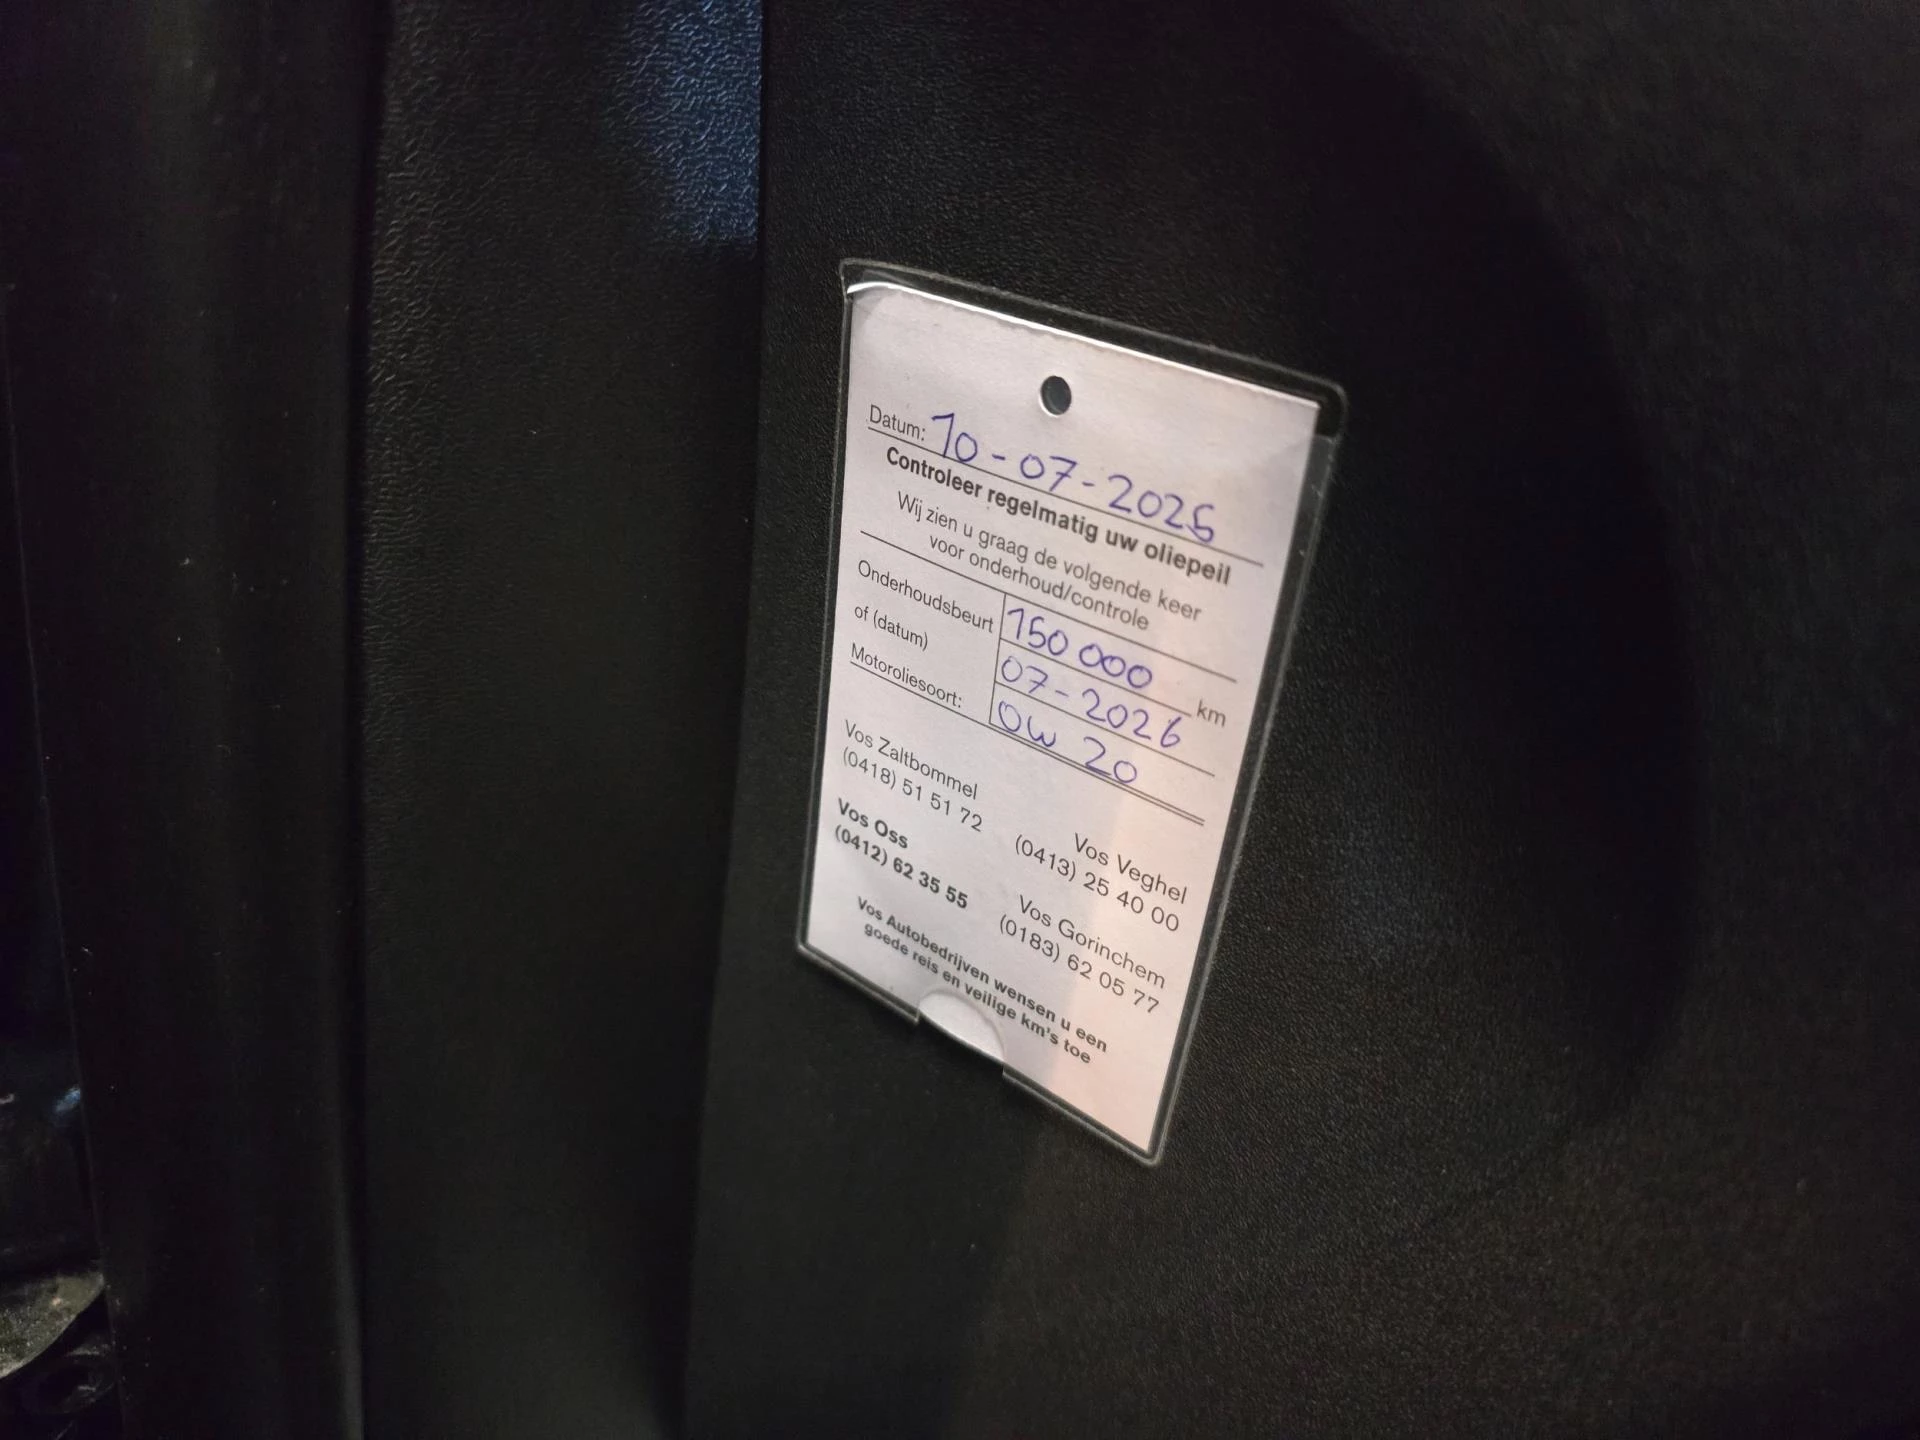 Datum: 10-07-2025
Controleer regelmatig uw oliepeil
Wij zien u graag de volgende keer
voor onderhoud/controle
Onderhoudsbeurt 150 000 km
of (datum) 07-2026
Motoroliesoort: 0W 20
Vos Zaltbommel
(0418) 51 51 72
Vos Veghel
(0413) 25 40 00
Vos Oss
(0412) 62 35 55
Vos Gorinchem
(0183) 62 05 77
Vos Autobedrijven wensen u een
goede reis en veilige km's toe